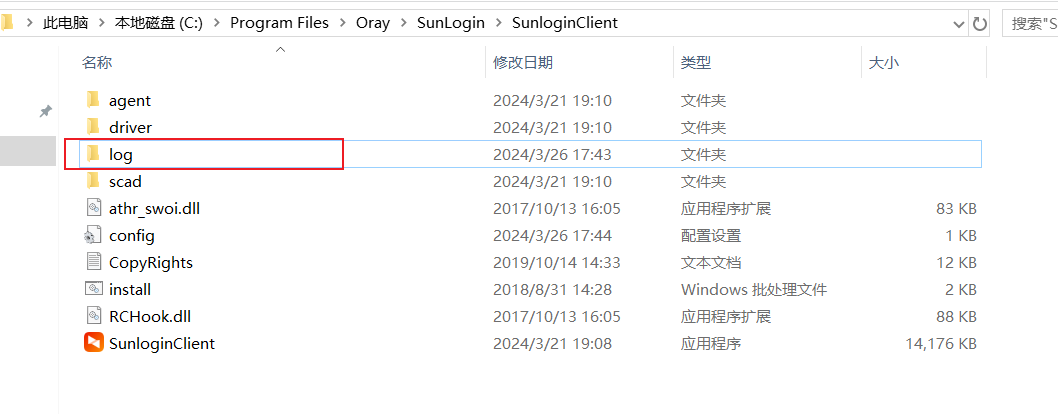 此电脑 > 本地磁盘 (C:) > Program Files > Oray > SunLogin > SunloginClient 搜索"S
名称 修改日期 类型 大小
agent 2024/3/21 19:10 文件夹
driver 2024/3/21 19:10 文件夹
log 2024/3/26 17:43 文件夹
scad 2024/3/21 19:10 文件夹
athr_swoi.dll 2017/10/13 16:05 应用程序扩展 83 KB
config 2024/3/26 17:44 配置设置 1 KB
CopyRights 2019/10/14 14:33 文本文档 12 KB
install 2018/8/31 14:28 Windows 批处理文件 2 KB
RCHook.dll 2017/10/13 16:05 应用程序扩展 88 KB
SunloginClient 2024/3/21 19:08 应用程序 14,176 KB